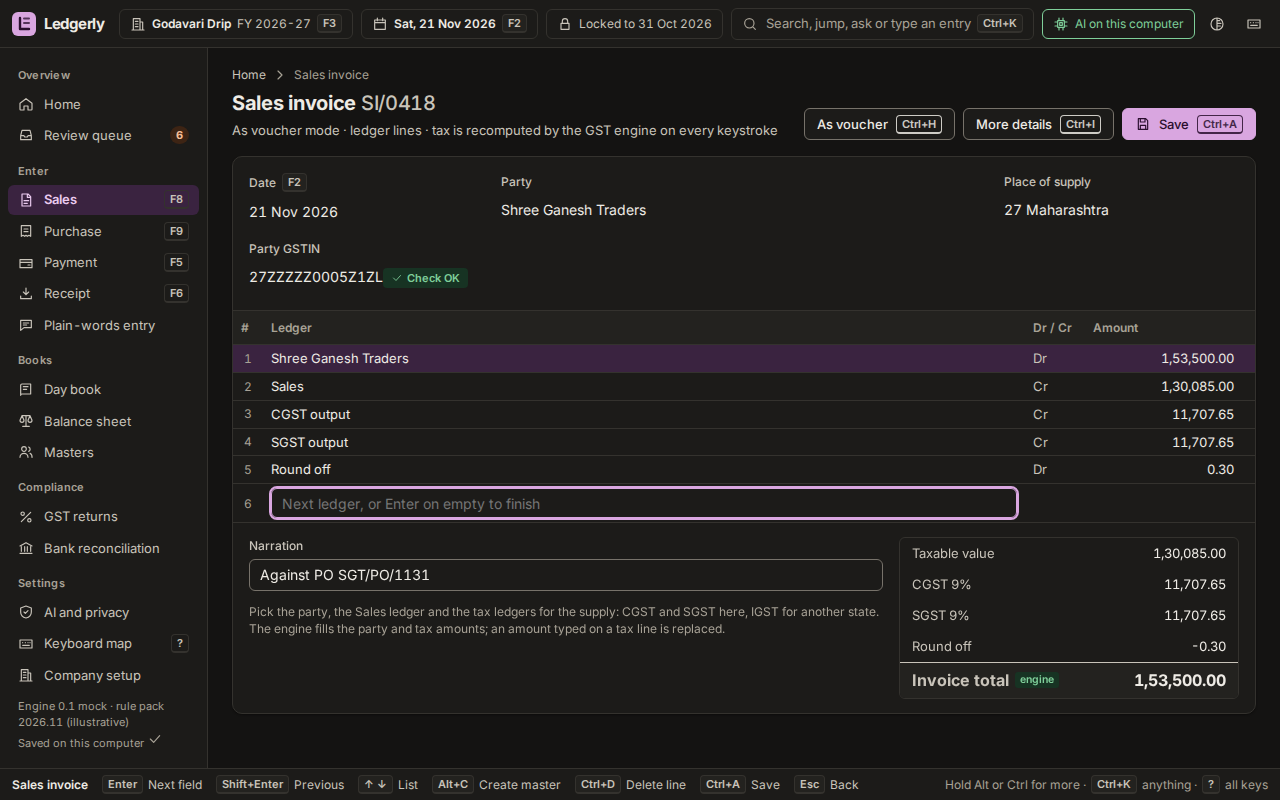 Ledgerly
Godavari Drip FY 2026-27 F3
Sat, 21 Nov 2026 F2
Locked to 31 Oct 2026
Search, jump, ask or type an entry Ctrl+K
AI on this computer
Overview
Home
Review queue 6
Enter
Sales F8
Purchase F9
Payment F5
Receipt F6
Plain-words entry
Books
Day book
Balance sheet
Masters
Compliance
GST returns
Bank reconciliation
Settings
AI and privacy
Keyboard map ?
Company setup
Engine 0.1 mock · rule pack
2026.11 (illustrative)
Saved on this computer
Home Sales invoice
Sales invoice SI/0418
As voucher mode · ledger lines · tax is recomputed by the GST engine on every keystroke
As voucher Ctrl+H
More details Ctrl+I
Save Ctrl+A
Date F2
21 Nov 2026
Party
Shree Ganesh Traders
Place of supply
27 Maharashtra
Party GSTIN
27ZZZZZ0005Z1ZL Check OK
# Ledger Dr / Cr Amount
1 Shree Ganesh Traders Dr 1,53,500.00
2 Sales Cr 1,30,085.00
3 CGST output Cr 11,707.65
4 SGST output Cr 11,707.65
5 Round off Dr 0.30
6 Next ledger, or Enter on empty to finish
Narration
Against PO SGT/PO/1131
Pick the party, the Sales ledger and the tax ledgers for the supply: CGST and SGST here, IGST for another state.
The engine fills the party and tax amounts; an amount typed on a tax line is replaced.
Taxable value 1,30,085.00
CGST 9% 11,707.65
SGST 9% 11,707.65
Round off -0.30
Invoice total engine 1,53,500.00
Sales invoice Enter Next field Shift+Enter Previous ↑↓ List Alt+C Create master Ctrl+D Delete line Ctrl+A Save Esc Back
Hold Alt or Ctrl for more · Ctrl+K anything · ? all keys